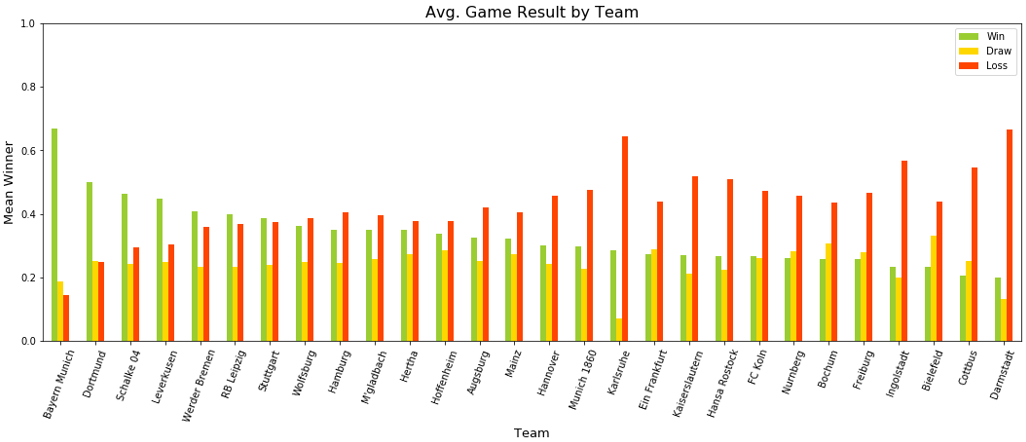 Avg. Game Result by Team
Win
Draw
Loss
Mean Winner
1.0
0.8
0.6
0.4
0.2
0.0
Bayern Munich
Dortmund
Schalke 04
Leverkusen
Werder Bremen
RB Leipzig
Stuttgart
Wolfsburg
Hamburg
M'gladbach
Hertha
Hoffenheim
Augsburg
Mainz
Hannover
Munich 1860
Karlsruhe
Ein Frankfurt
Kaiserslautern
Hansa Rostock
FC Koln
Nurnberg
Bochum
Freiburg
Ingolstadt
Bielefeld
Cottbus
Darmstadt
Team